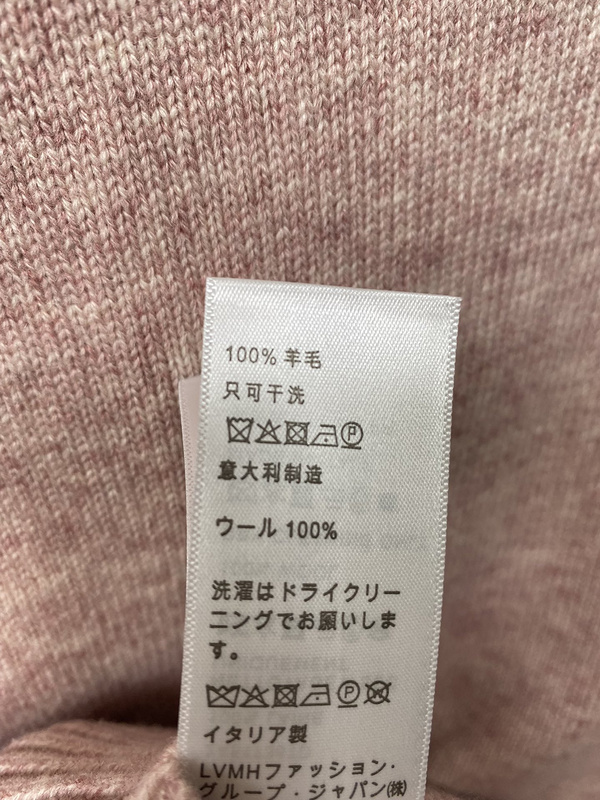 100% 羊毛
只可干洗
意大利制造
ウール 100%
洗濯はドライクリー
ニングでお願いしま
す。
イタリア製
LVMHファッション・
グループ・ジャパン㈱